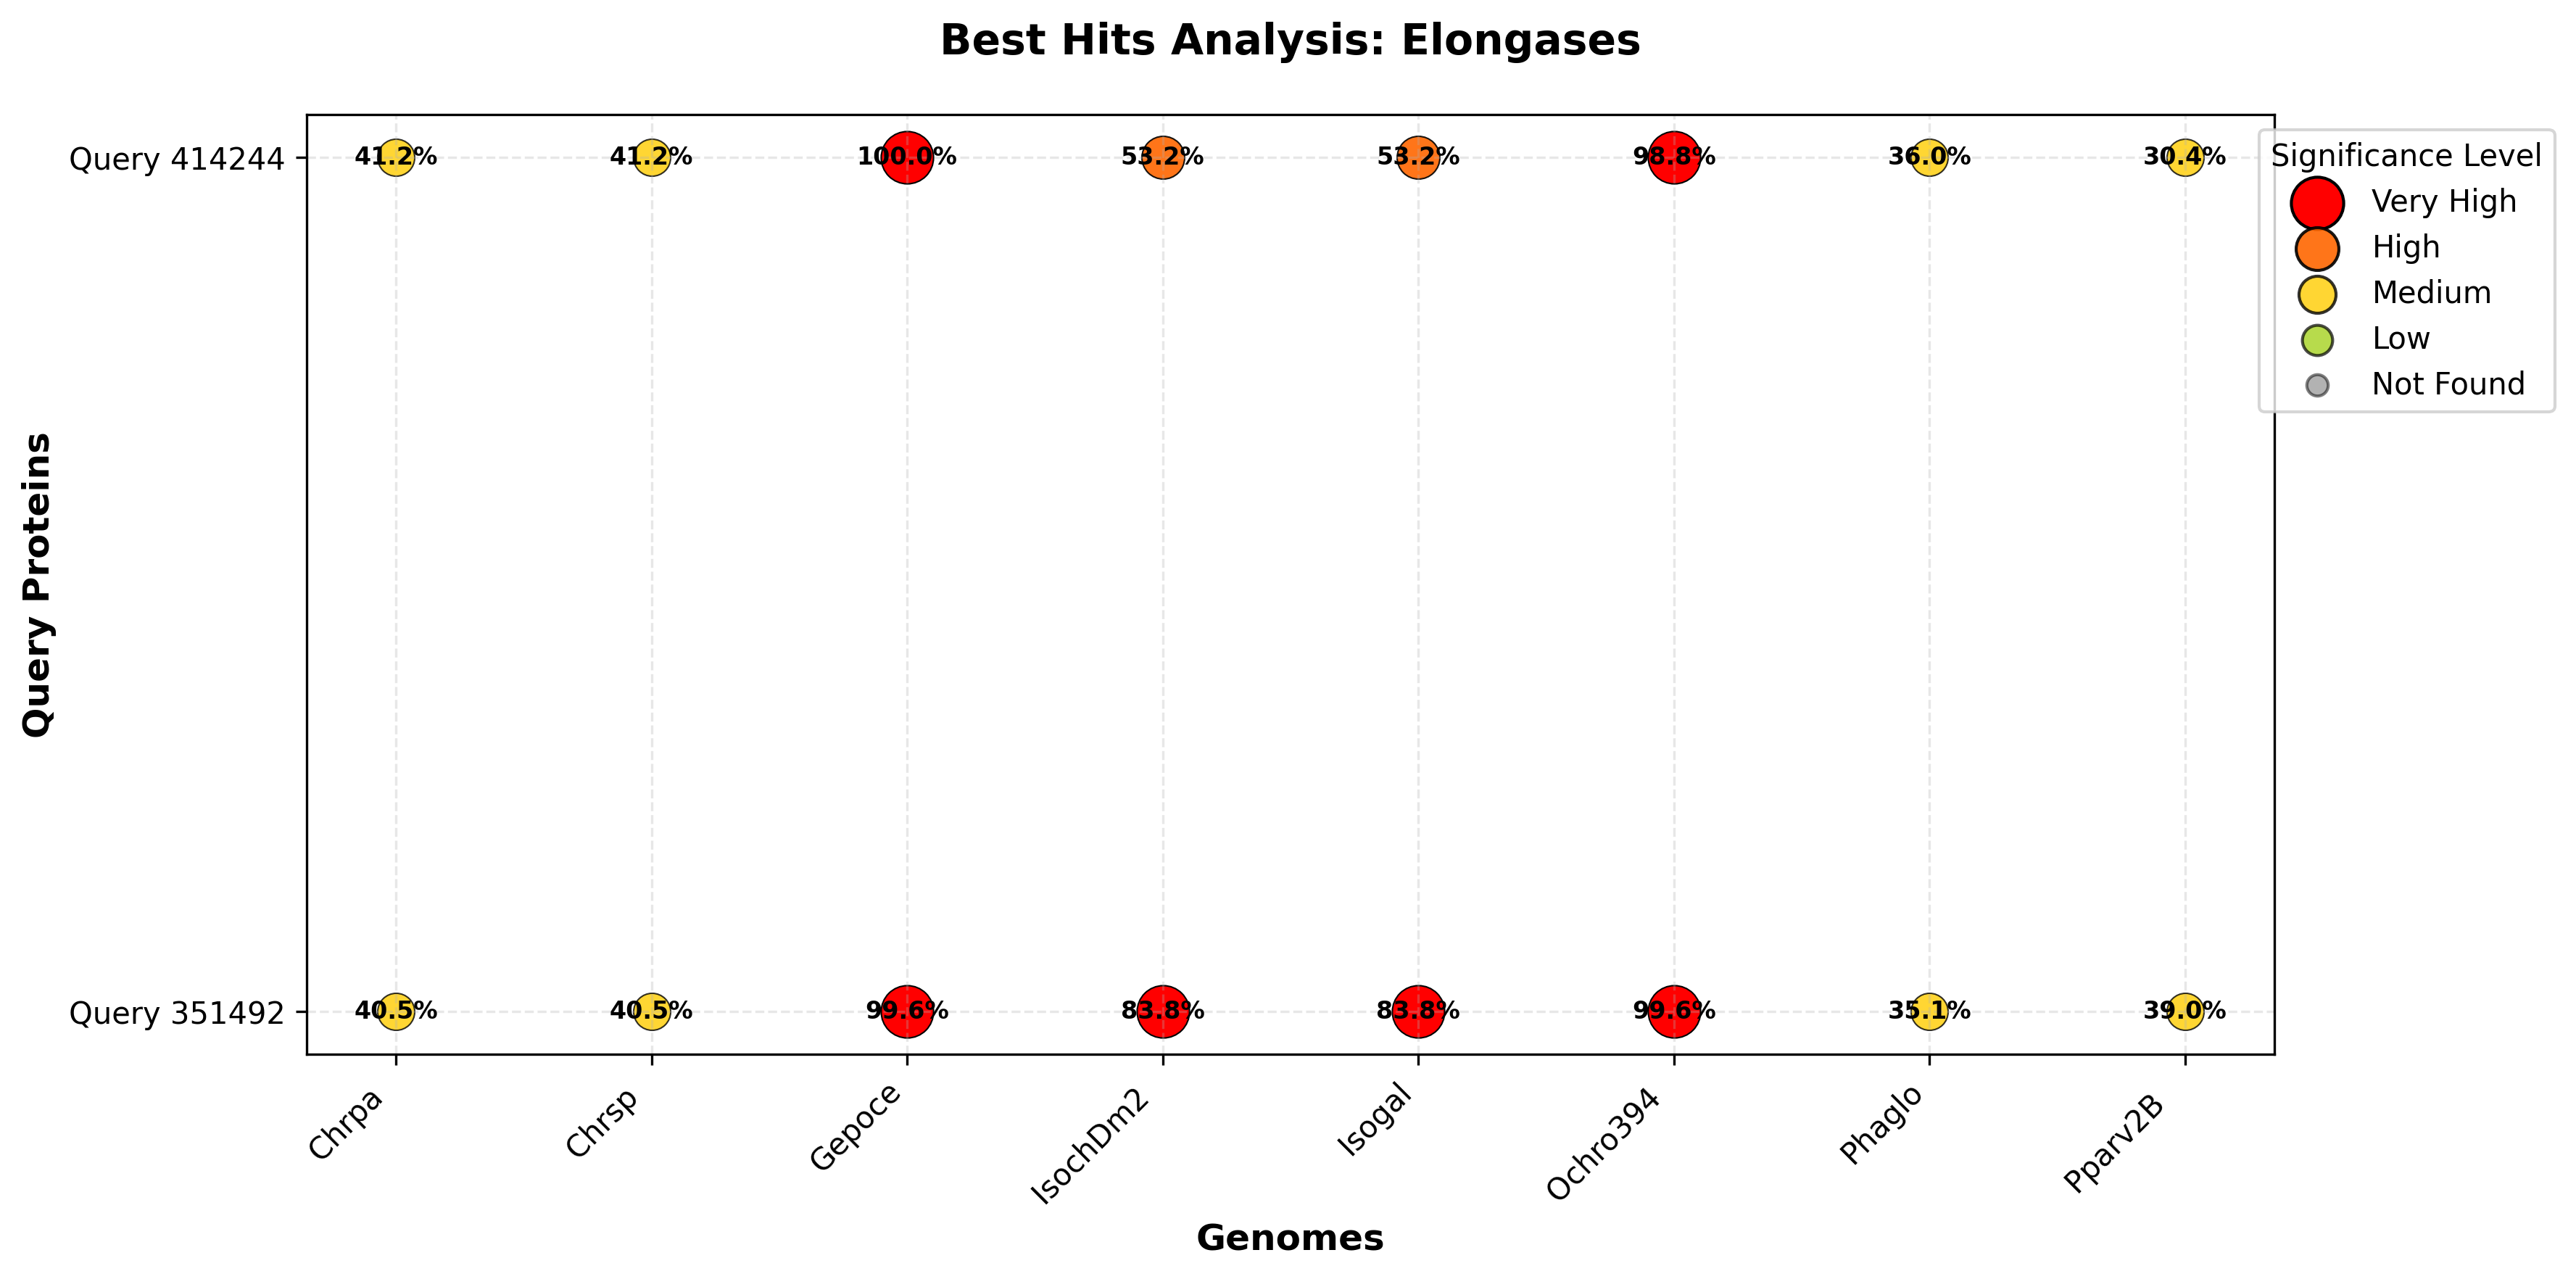 Best Hits Analysis: Elongases
Query Proteins
Query 414244
41.2% 41.2% 100.0% 53.2% 53.2% 98.8% 36.0% 30.4%
Significance Level
Very High
High
Medium
Low
Not Found
Query 351492
40.5% 40.5% 99.6% 83.8% 83.8% 99.6% 35.1% 39.0%
Chrpa Chrsp Gepoce IsochDm2 Isogal Ochro394 Phaglo Pparv2B
Genomes